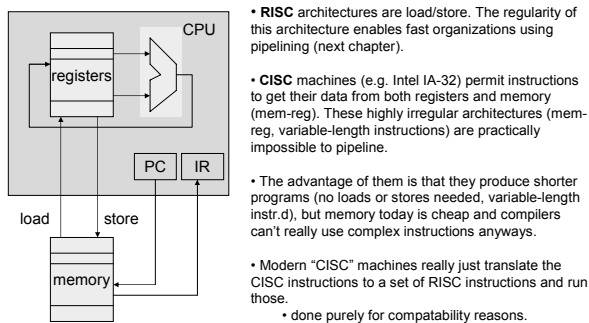 CPU
registers
PC
IR
load
store
memory
• RISC architectures are load/store. The regularity of
this architecture enables fast organizations using
pipelining (next chapter).
• CISC machines (e.g. Intel IA-32) permit instructions
to get their data from both registers and memory
(mem-reg). These highly irregular architectures (mem-
reg, variable-length instructions) are practically
impossible to pipeline.
• The advantage of them is that they produce shorter
programs (no loads or stores needed, variable-length
instr.d), but memory today is cheap and compilers
can't really use complex instructions anyways.
• Modern “CISC” machines really just translate the
CISC instructions to a set of RISC instructions and run
those.
• done purely for compatability reasons.